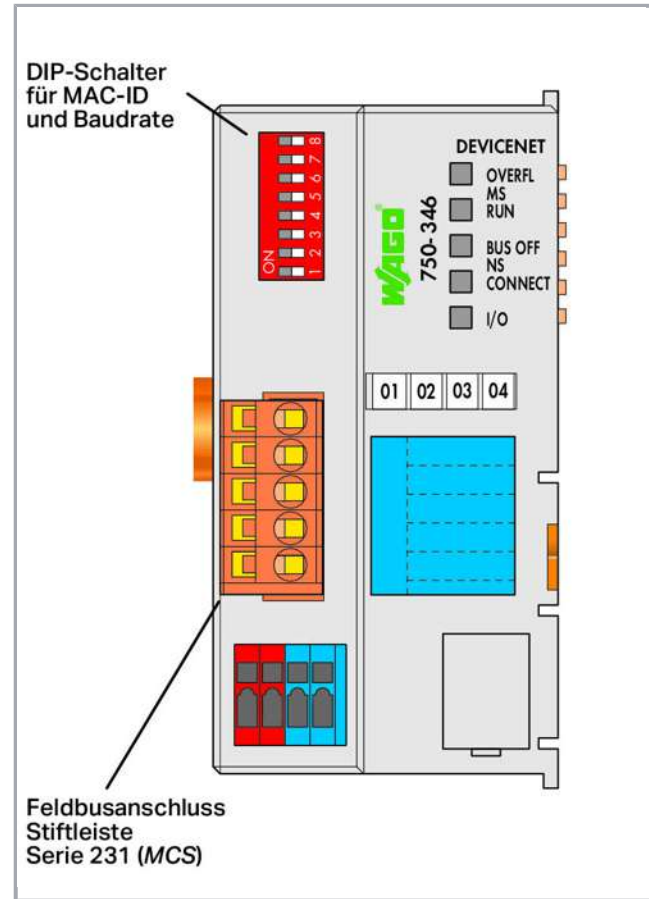 DIP-Schalter
für MAC-ID
und Baudrate
ON
1 2 3 4 5 6 7 8
WAGO®
750-346
DEVICENET
OVERFL
MS
RUN
BUS OFF
NS
CONNECT
I/O
01 02 03 04
Feldbusanschluss
Stiftleiste
Serie 231 (MCS)